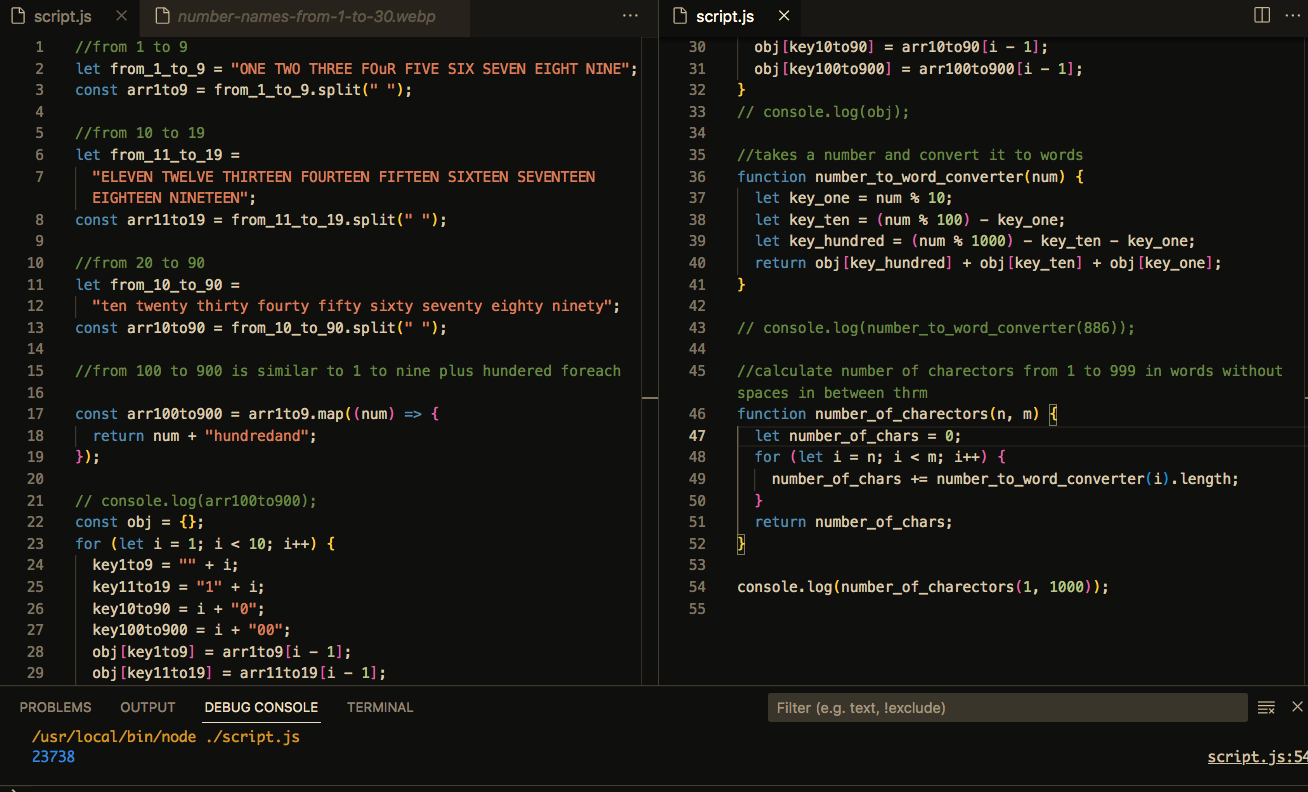 script.js
number-names-from-1-to-30.webp
script.js
1 //from 1 to 9
2 let from_1_to_9 = "ONE TWO THREE FOuR FIVE SIX SEVEN EIGHT NINE";
3 const arr1to9 = from_1_to_9.split(" ");
4
5 //from 10 to 19
6 let from_11_to_19 =
7 "ELEVEN TWELVE THIRTEEN FOURTEEN FIFTEEN SIXTEEN SEVENTEEN
EIGHTEEN NINETEEN";
8 const arr11to19 = from_11_to_19.split(" ");
9
10 //from 20 to 90
11 let from_10_to_90 =
12 "ten twenty thirty fourty fifty sixty seventy eighty ninety";
13 const arr10to90 = from_10_to_90.split(" ");
14
15 //from 100 to 900 is similar to 1 to nine plus hundered foreach
16
17 const arr100to900 = arr1to9.map((num) => {
18 return num + "hundredand";
19 });
20
21 // console.log(arr100to900);
22 const obj = {};
23 for (let i = 1; i < 10; i++) {
24 key1to9 = "" + i;
25 key11to19 = "1" + i;
26 key10to90 = i + "0";
27 key100to900 = i + "00";
28 obj[key1to9] = arr1to9[i - 1];
29 obj[key11to19] = arr11to19[i - 1];
30 obj[key10to90] = arr10to90[i - 1];
31 obj[key100to900] = arr100to900[i - 1];
32 }
33 // console.log(obj);
34
35 //takes a number and convert it to words
36 function number_to_word_converter(num) {
37 let key_one = num % 10;
38 let key_ten = (num % 100) - key_one;
39 let key_hundred = (num % 1000) - key_ten - key_one;
40 return obj[key_hundred] + obj[key_ten] + obj[key_one];
41 }
42
43 // console.log(number_to_word_converter(886));
44
45 //calculate number of charectors from 1 to 999 in words without
spaces in between thrm
46 function number_of_charectors(n, m) {
47 let number_of_chars = 0;
48 for (let i = n; i < m; i++) {
49 number_of_chars += number_to_word_converter(i).length;
50 }
51 return number_of_chars;
52 }
53
54 console.log(number_of_charectors(1, 1000));
55
PROBLEMS OUTPUT DEBUG CONSOLE TERMINAL Filter (e.g. text, !exclude)
/usr/local/bin/node ./script.js
23738 script.js:54